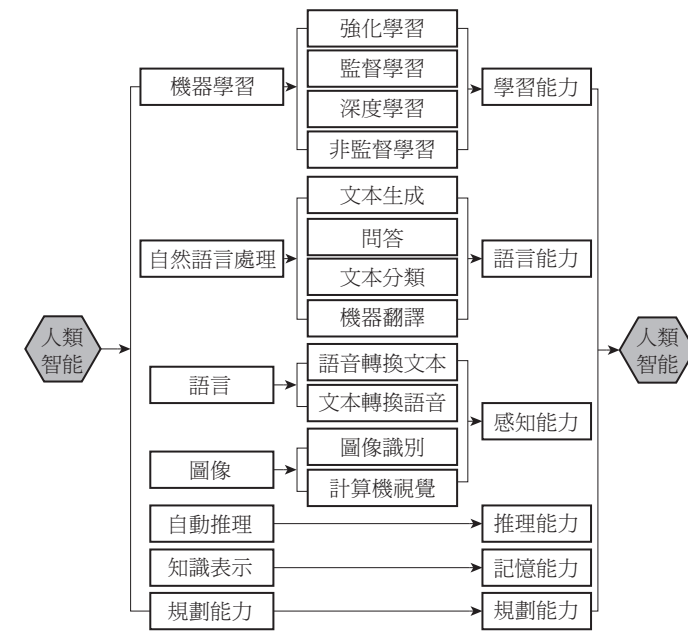 強化學習
監督學習
機器學習
學習能力
深度學習
非監督學習
文本生成
問答
自然語言處理
語言能力
文本分類
機器翻譯
人類
智能
人類
智能
語音轉換文本
語言
文本轉換語音
感知能力
圖像識別
圖像
計算機視覺
自動推理
推理能力
知識表示
記憶能力
規劃能力
規劃能力